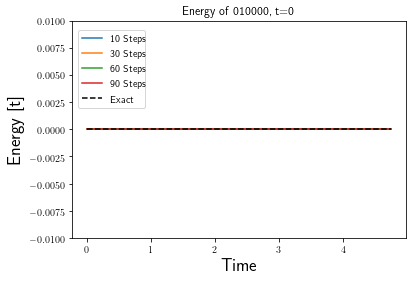 Energy of 010000, t=0
0.0100
0.0075
0.0050
0.0025
0.0000
−0.0025
−0.0050
−0.0075
−0.0100
Energy [t]
10 Steps
30 Steps
60 Steps
90 Steps
Exact
0 1 2 3 4
Time